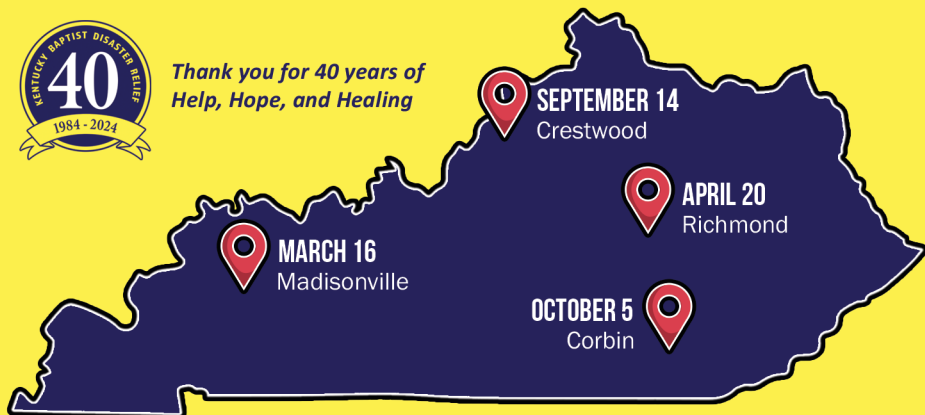 KENTUCKY BAPTIST DISASTER RELIEF
40
1984 - 2024
Thank you for 40 years of
Help, Hope, and Healing
SEPTEMBER 14
Crestwood
APRIL 20
Richmond
MARCH 16
Madisonville
OCTOBER 5
Corbin